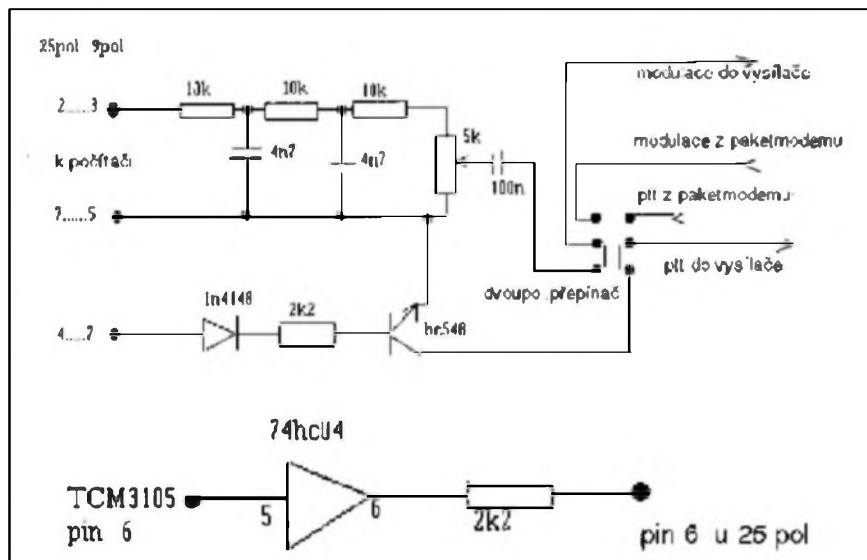 25pol 9pol
10k
10k
10k
modulace do vysílače
2.....3
4n7
4n7
5k
k počítači
100n
modulace z paketmodemu
ptt z paketmodemu
7......5
ptt do vysílače
dvoupo.přepínač
1n4148
2k2
bc548
4.....7
74hcU4
TCM3105
pin 6
5
6
2k2
pin 6 u 25 pol